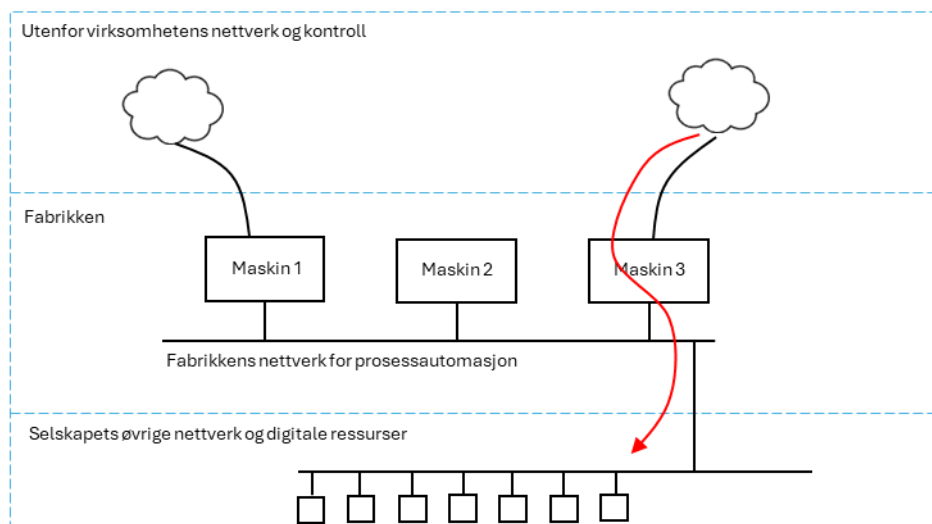 Utenfor virksomhetens nettverk og kontroll
Fabrikken
Maskin 1
Maskin 2
Maskin 3
Fabrikkens nettverk for prosessautomasjon
Selskapets øvrige nettverk og digitale ressurser